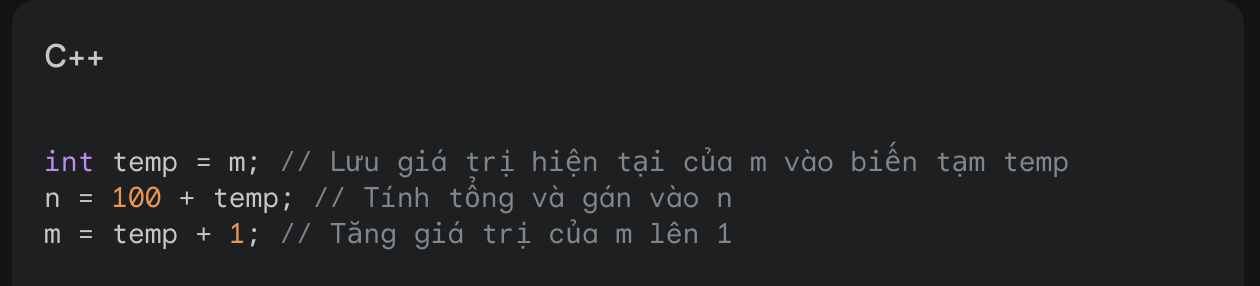 C++
int temp = m; // Lưu giá trị hiện tại của m vào biến tạm temp
n = 100 + temp; // Tính tổng và gán vào n
m = temp + 1; // Tăng giá trị của m lên 1